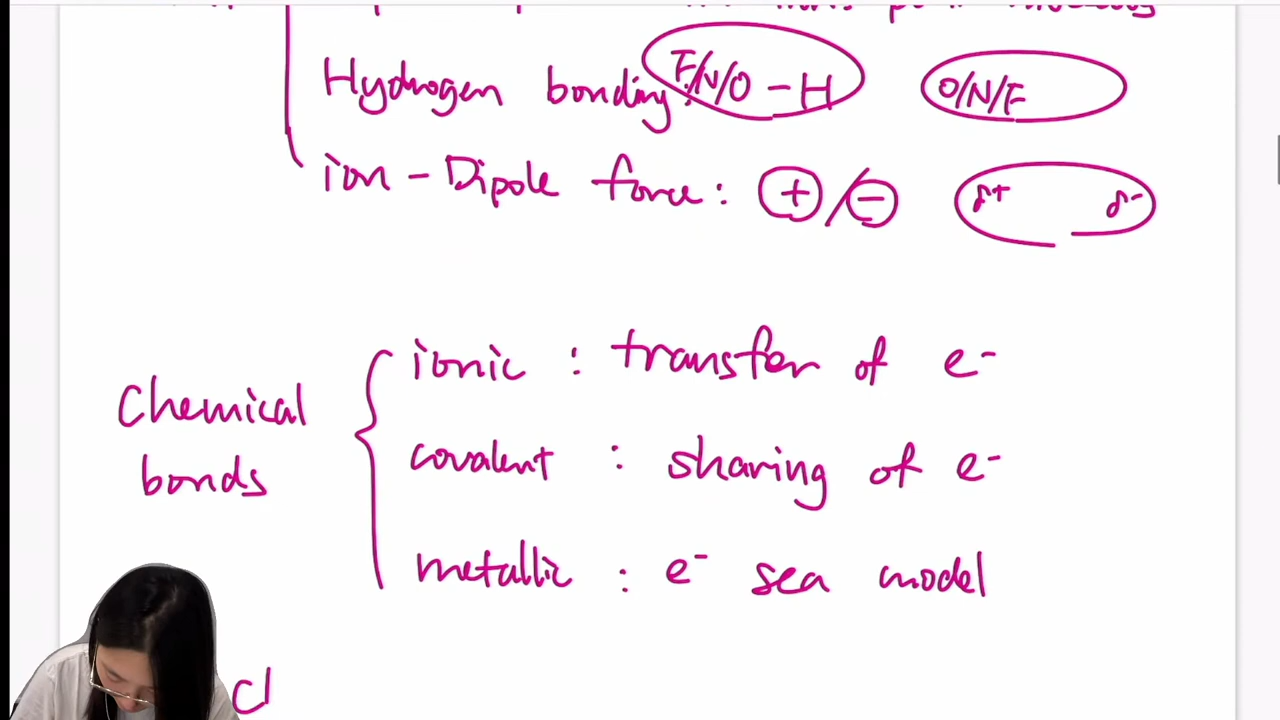 Hydrogen bonding : F/N/O - H O/N/F
ion - Dipole force : + / - δ+ δ-
Chemical bonds
ionic : transfer of e-
covalent : sharing of e-
metallic : e- sea model
Cl